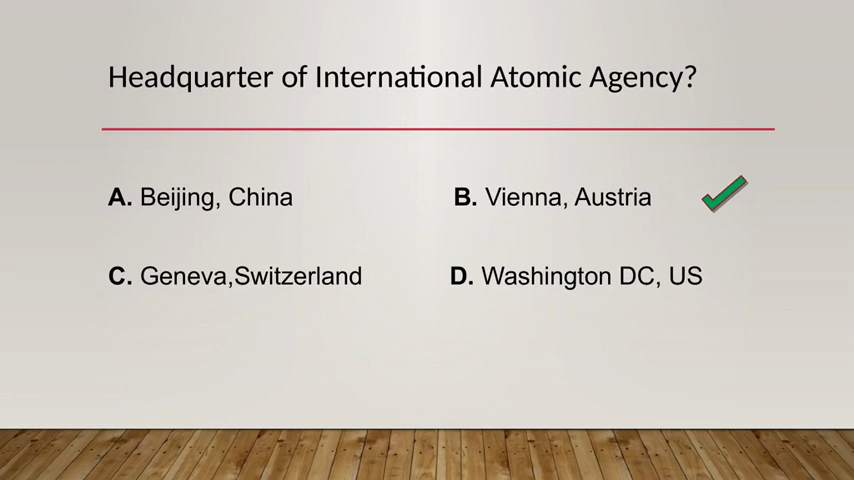 Headquarter of International Atomic Agency?
A. Beijing, China
B. Vienna, Austria
C. Geneva,Switzerland
D. Washington DC, US